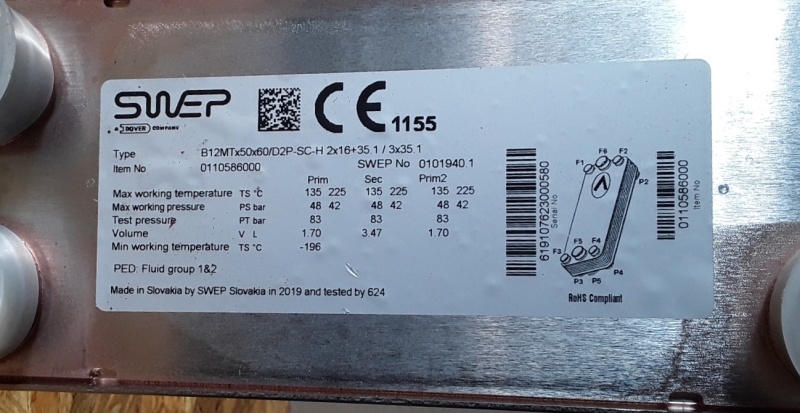 SWEP
A DOVER COMPANY
CE 1155
Type B12MTx50x60/D2P-SC-H 2x16+35.1 / 3x35.1
Item No 0110586000 SWEP No 0101940.1
Prim Sec Prim2
Max working temperature TS °C 135 225 135 225 135 225
Max working pressure PS bar 48 42 48 42 48 42
Test pressure PT bar 83 83 83
Volume V L 1.70 3.47 1.70
Min working temperature TS °C -196
PED: Fluid group 1&2
Made in Slovakia by SWEP Slovakia in 2019 and tested by 624
619107623000580
Serial No
F1 F6 F2
P2
F3 F5 F4
P3 P5 P4
RoHS Compliant
0110586000
Item No